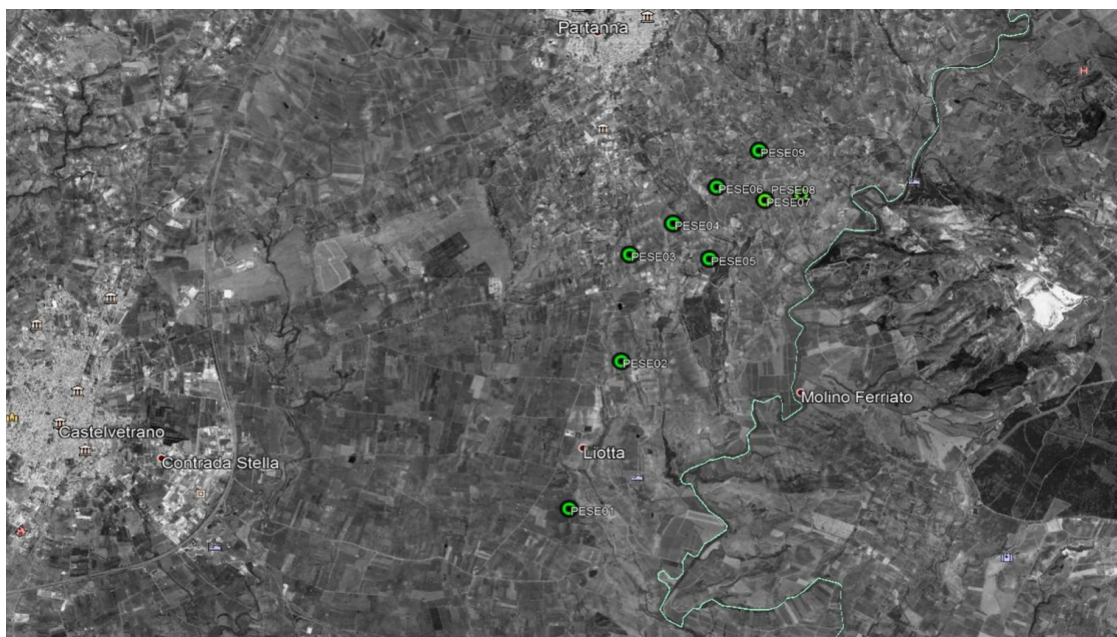 Partanna
PESE09
PESE06
PESE08
PESE07
PESE04
PESE03
PESE05
PESE02
Molino Ferriato
Castelvetrano
Contrada Stella
Liotta
PESE01